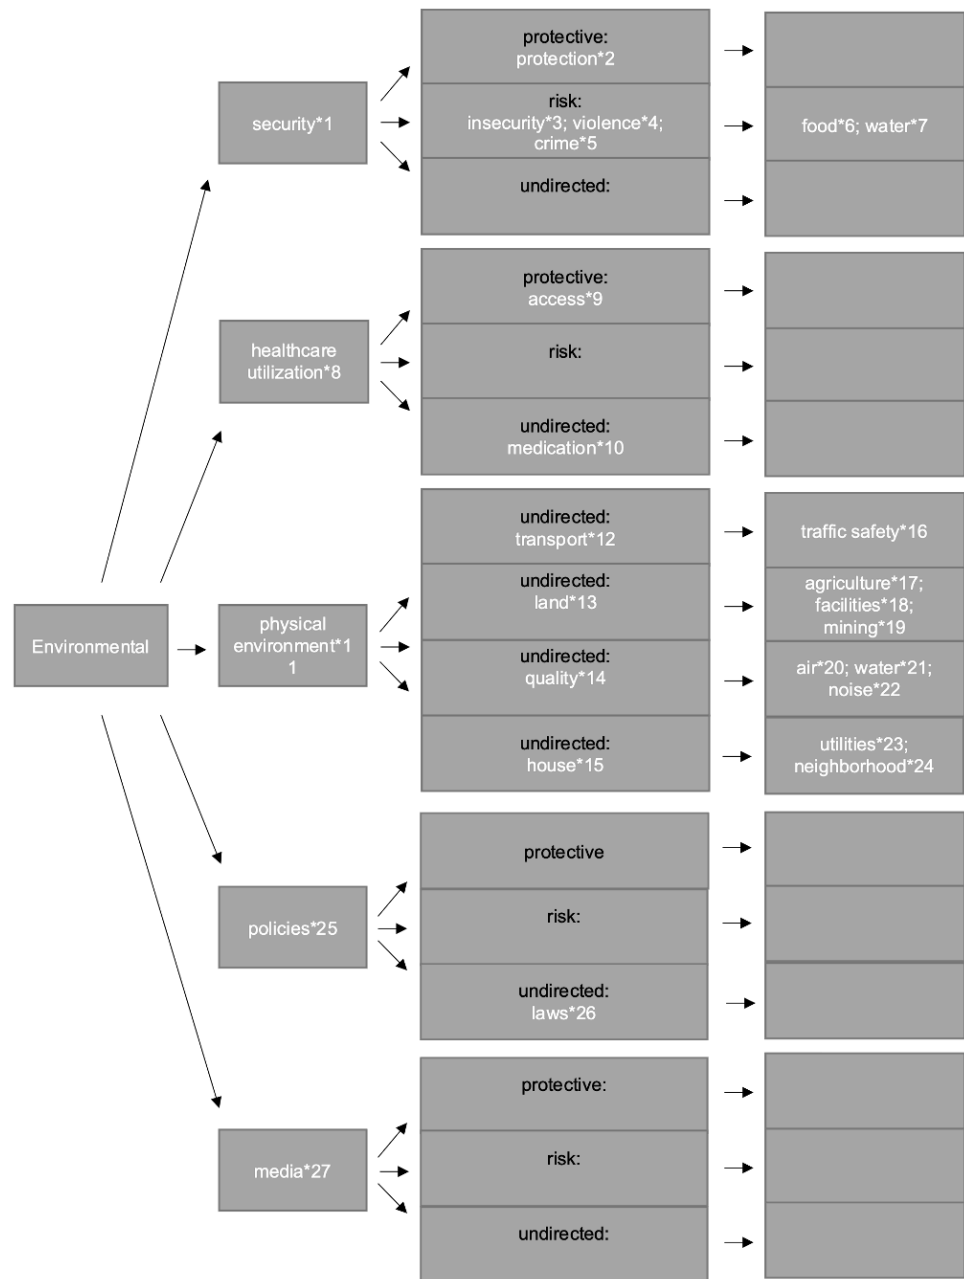 protective:
protection*2
security*1
risk:
insecurity*3; violence*4;
crime*5
food*6; water*7
undirected:
protective:
access*9
healthcare
utilization*8
risk:
undirected:
medication*10
undirected:
transport*12
traffic safety*16
undirected:
land*13
agriculture*17;
facilities*18;
mining*19
Environmental
physical
environment*1
1
undirected:
quality*14
air*20; water*21;
noise*22
undirected:
house*15
utilities*23;
neighborhood*24
protective
policies*25
risk:
undirected:
laws*26
protective:
media*27
risk:
undirected: